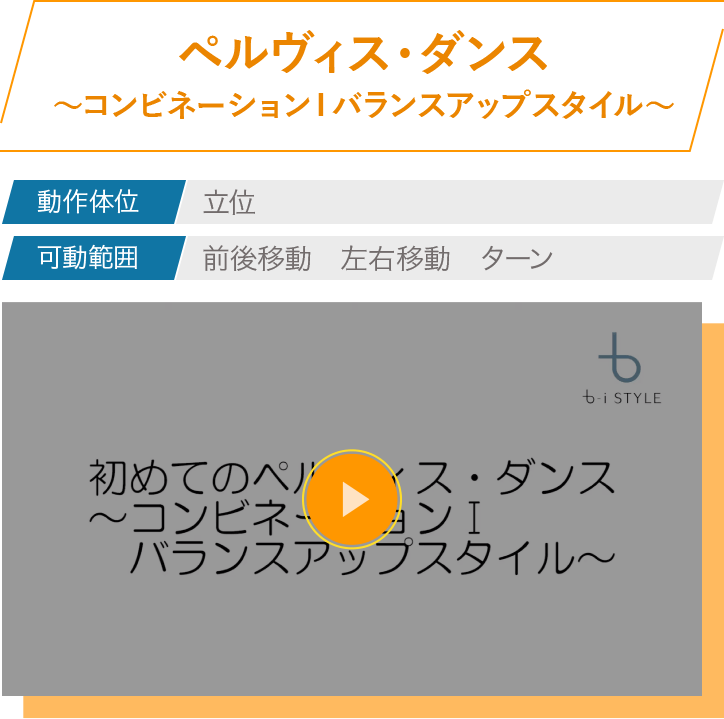 ペルヴィス・ダンス
～コンビネーションⅠバランスアップスタイル～
動作体位 立位
可動範囲 前後移動 左右移動 ターン
b-i STYLE
初めてのペル ィス・ダンス
～コンビネー ョンⅠ
バランスアップスタイル～